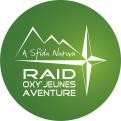 A Sfida Natura
RAID
OXY'JEUNES
AVENTURE